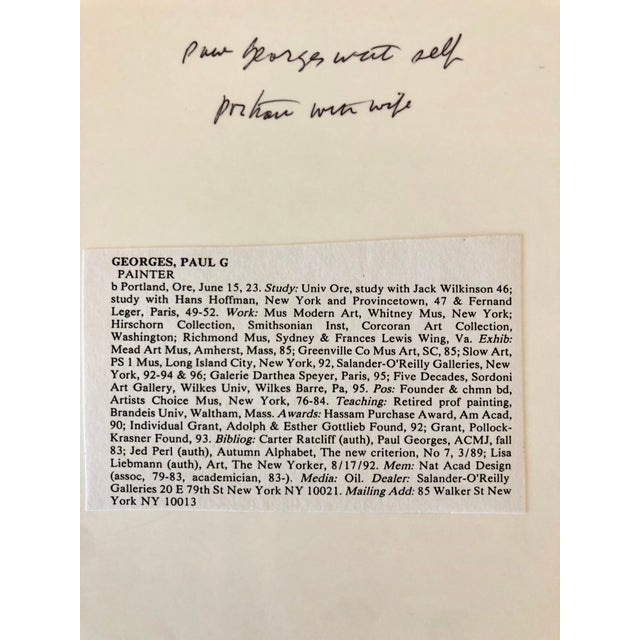 Paul Georges self
portrait with wife
GEORGES, PAUL G
PAINTER
b Portland, Ore, June 15, 23. Study: Univ Ore, study with Jack Wilkinson 46;
study with Hans Hoffman, New York and Provincetown, 47 & Fernand
Leger, Paris, 49-52. Work: Mus Modern Art, Whitney Mus, New York;
Hirschorn Collection, Smithsonian Inst, Corcoran Art Collection,
Washington; Richmond Mus, Sydney & Frances Lewis Wing, Va. Exhib:
Mead Art Mus, Amherst, Mass, 85; Greenville Co Mus Art, SC, 85; Slow Art,
PS 1 Mus, Long Island City, New York, 92, Salander-O'Reilly Galleries, New
York, 92-94 & 96; Galerie Darthea Speyer, Paris, 95; Five Decades, Sordoni
Art Gallery, Wilkes Univ, Wilkes Barre, Pa, 95. Pos: Founder & chmn bd,
Artists Choice Mus, New York, 76-84. Teaching: Retired prof painting,
Brandeis Univ, Waltham, Mass. Awards: Hassam Purchase Award, Am Acad,
90; Individual Grant, Adolph & Esther Gottlieb Found, 92; Grant, Pollock-
Krasner Found, 93. Bibliog: Carter Ratcliff (auth), Paul Georges, ACMJ, fall
83; Jed Perl (auth), Autumn Alphabet, The new criterion, No 7, 3/89; Lisa
Liebmann (auth), Art, The New Yorker, 8/17/92. Mem: Nat Acad Design
(assoc, 79-83, academician, 83-). Media: Oil. Dealer: Salander-O'Reilly
Galleries 20 E 79th St New York NY 10021. Mailing Add: 85 Walker St New
York NY 10013